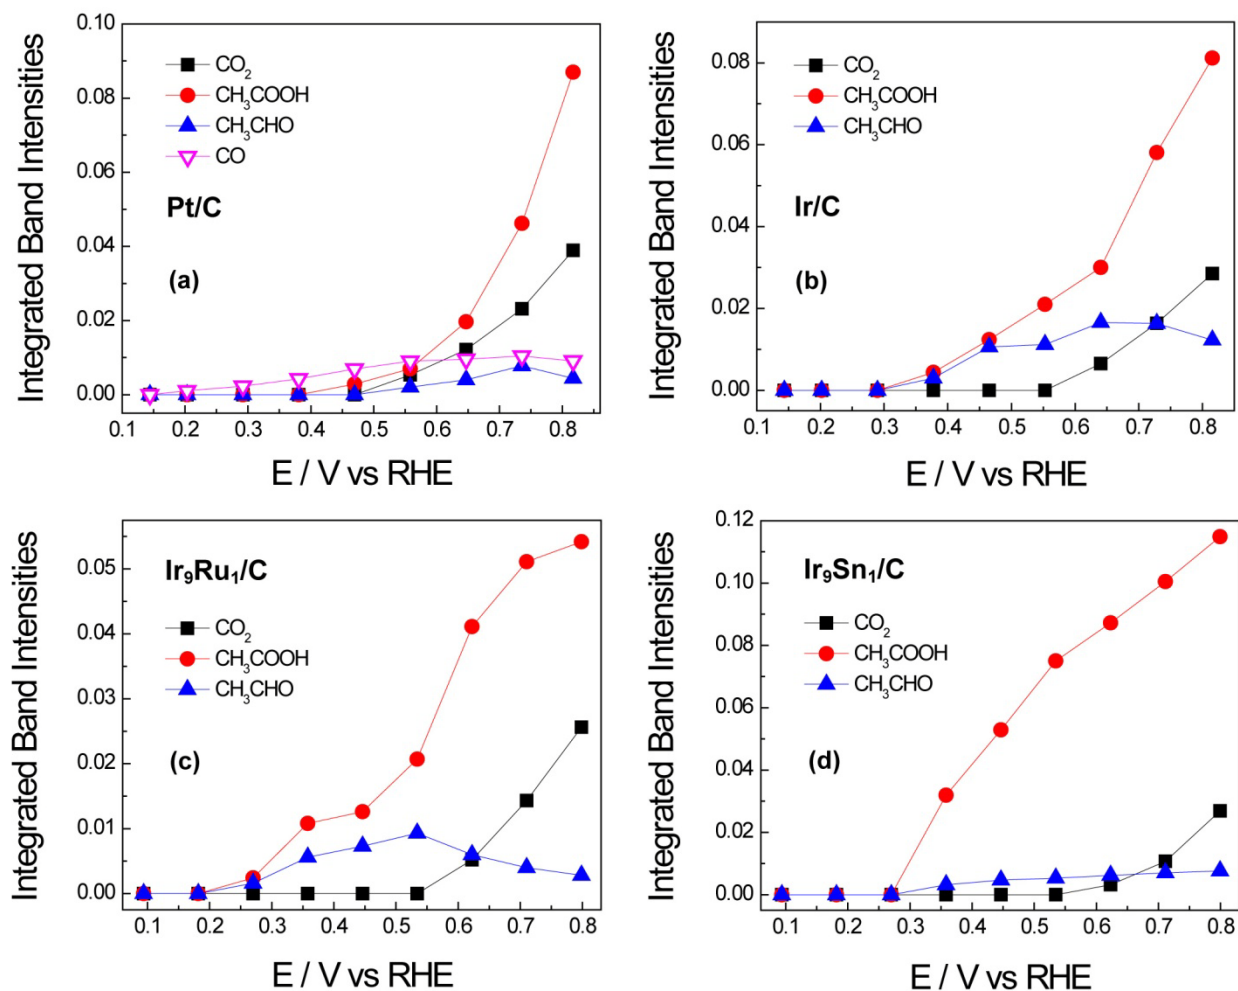 Integrated Band Intensities
0.10
0.08
0.06
0.04
0.02
0.00
CO₂
CH₃COOH
CH₃CHO
CO
Pt/C
(a)
0.1 0.2 0.3 0.4 0.5 0.6 0.7 0.8
E / V vs RHE
Integrated Band Intensities
0.08
0.06
0.04
0.02
0.00
CO₂
CH₃COOH
CH₃CHO
Ir/C
(b)
0.1 0.2 0.3 0.4 0.5 0.6 0.7 0.8
E / V vs RHE
Integrated Band Intensities
0.05
0.04
0.03
0.02
0.01
0.00
Ir₉Ru₁/C
CO₂
CH₃COOH
CH₃CHO
(c)
0.1 0.2 0.3 0.4 0.5 0.6 0.7 0.8
E / V vs RHE
Integrated Band Intensities
0.12
0.10
0.08
0.06
0.04
0.02
0.00
Ir₉Sn₁/C
CO₂
CH₃COOH
CH₃CHO
(d)
0.1 0.2 0.3 0.4 0.5 0.6 0.7 0.8
E / V vs RHE